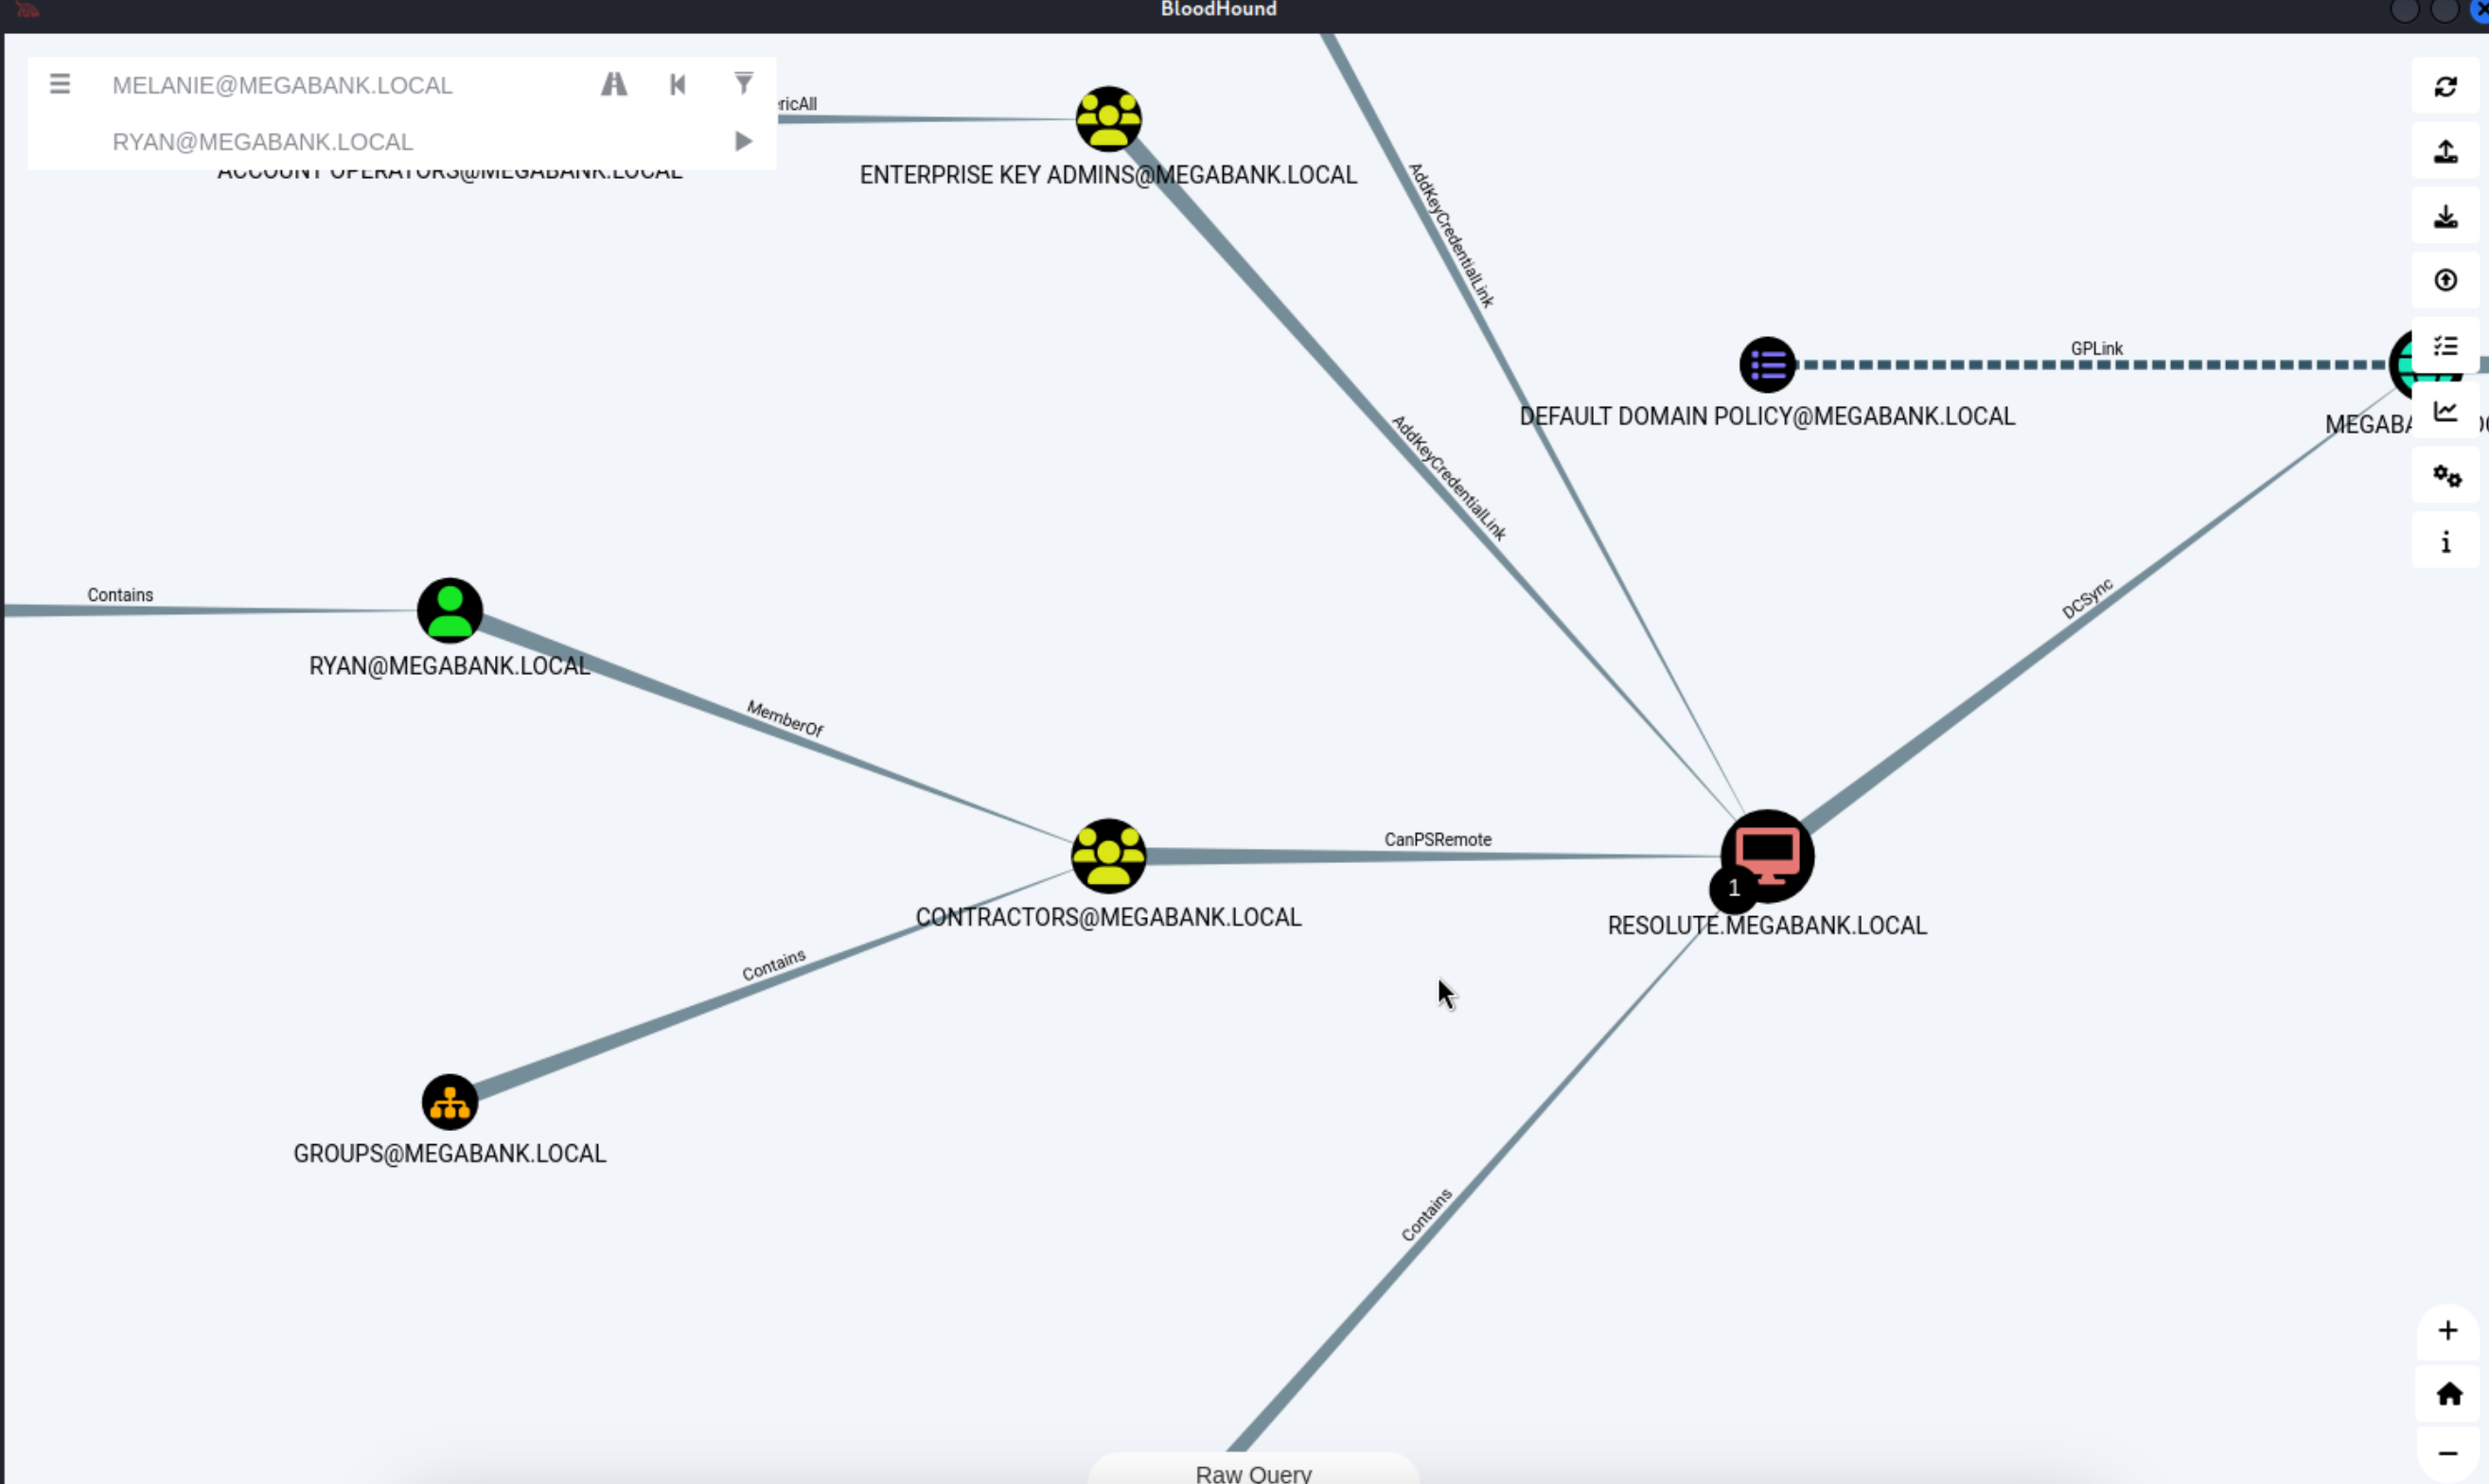 BloodHound
MELANIE@MEGABANK.LOCAL
RYAN@MEGABANK.LOCAL
ricAll
ACCOUNT OPERATORS@MEGABANK.LOCAL
ENTERPRISE KEY ADMINS@MEGABANK.LOCAL
AddKeyCredentialLink
GPLink
DEFAULT DOMAIN POLICY@MEGABANK.LOCAL
MEGABA
AddKeyCredentialLink
DCSync
Contains
RYAN@MEGABANK.LOCAL
MemberOf
CanPSRemote
1
CONTRACTORS@MEGABANK.LOCAL
RESOLUTE.MEGABANK.LOCAL
Contains
GROUPS@MEGABANK.LOCAL
Contains
Raw Query